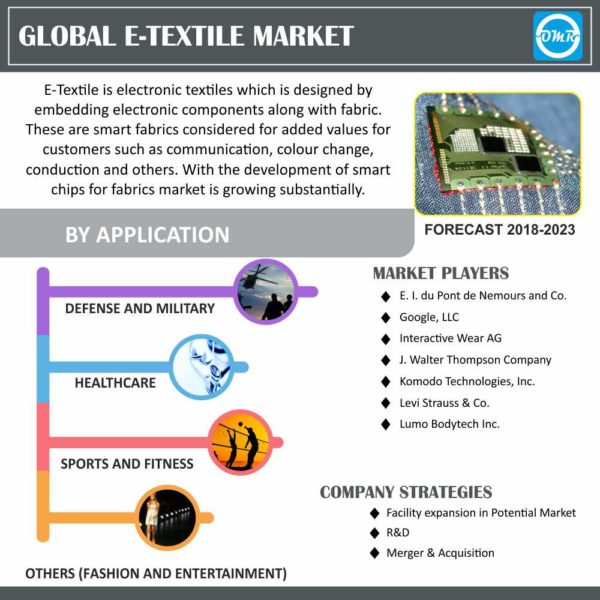 GLOBAL E-TEXTILE MARKET
OMR
E-Textile is electronic textiles which is designed by
embedding electronic components along with fabric.
These are smart fabrics considered for added values for
customers such as communication, colour change,
conduction and others. With the development of smart
chips for fabrics market is growing substantially.
FORECAST 2018-2023
BY APPLICATION
DEFENSE AND MILITARY
HEALTHCARE
SPORTS AND FITNESS
OTHERS (FASHION AND ENTERTAINMENT)
MARKET PLAYERS
E. I. du Pont de Nemours and Co.
Google, LLC
Interactive Wear AG
J. Walter Thompson Company
Komodo Technologies, Inc.
Levi Strauss & Co.
Lumo Bodytech Inc.
COMPANY STRATEGIES
Facility expansion in Potential Market
R&D
Merger & Acquisition